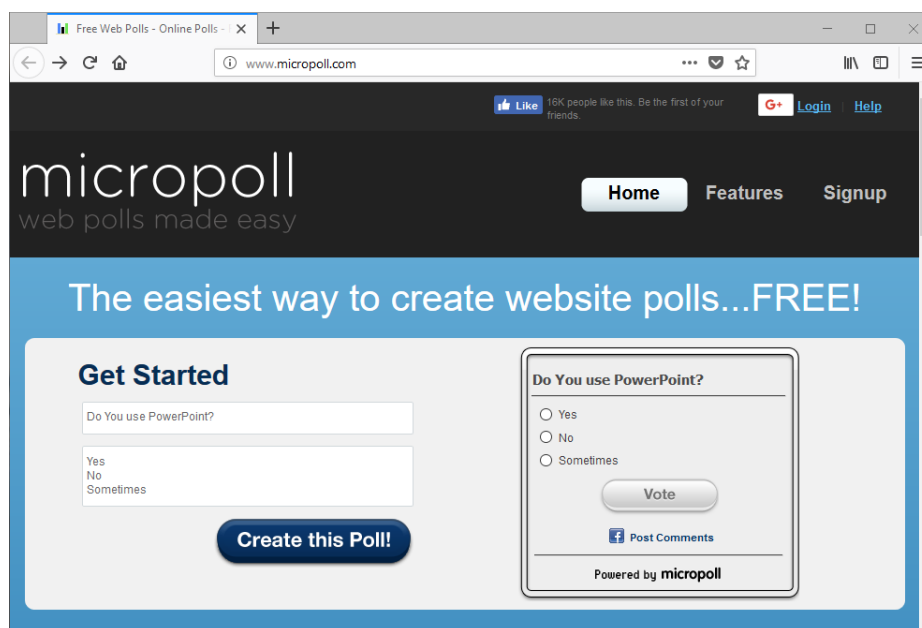 Free Web Polls - Online Polls -
www.micropoll.com
Like
16K people like this. Be the first of your
friends.
G+
Login
Help
micropoll
web polls made easy
Home
Features
Signup
The easiest way to create website polls...FREE!
Get Started
Do You use PowerPoint?
Yes
No
Sometimes
Create this Poll!
Do You use PowerPoint?
Yes
No
Sometimes
Vote
Post Comments
Powered by micropoll